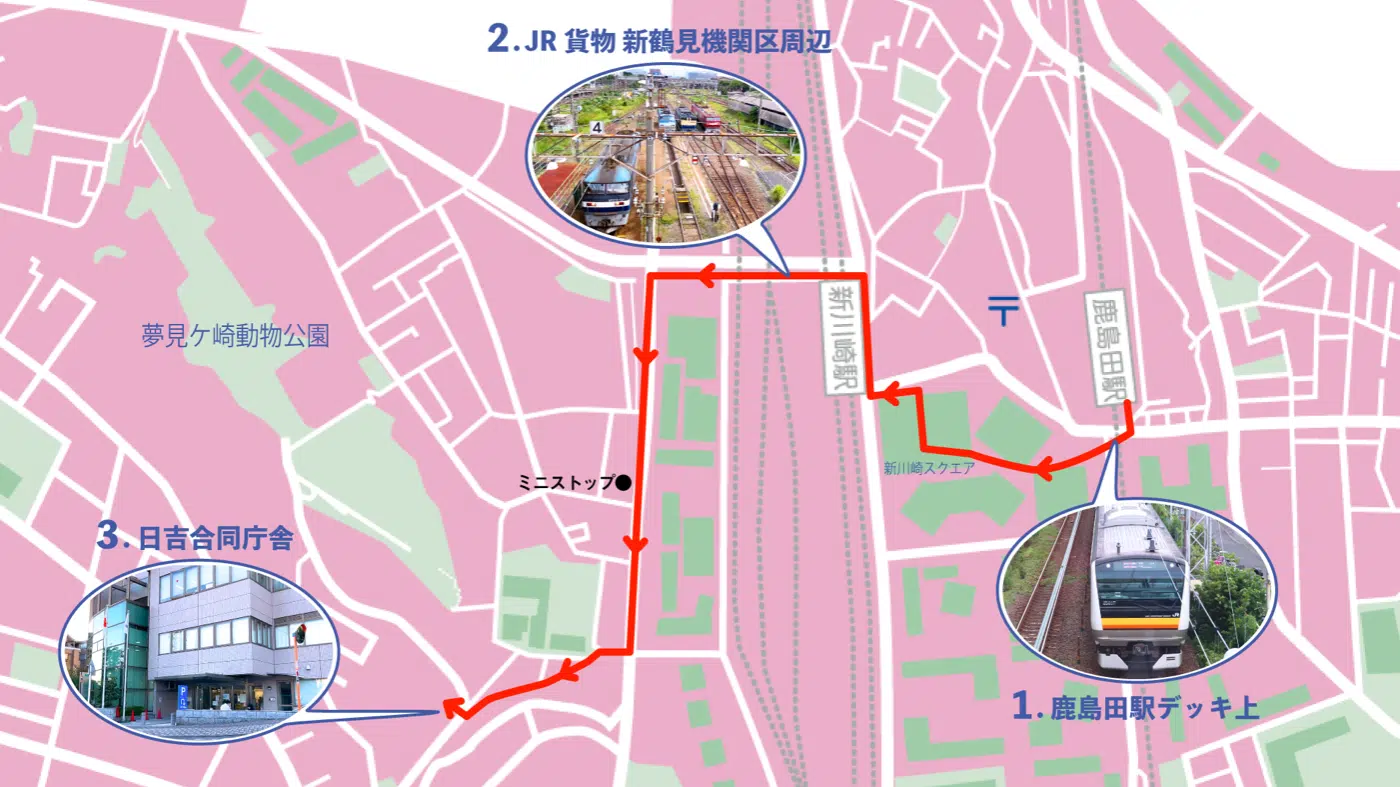 2.JR 貨物 新鶴見機関区周辺
4
新川崎駅
鹿島田駅
〒
夢見ケ崎動物公園
新川崎スクエア
ミニストップ
3. 日吉合同庁舎
P
1. 鹿島田駅デッキ上